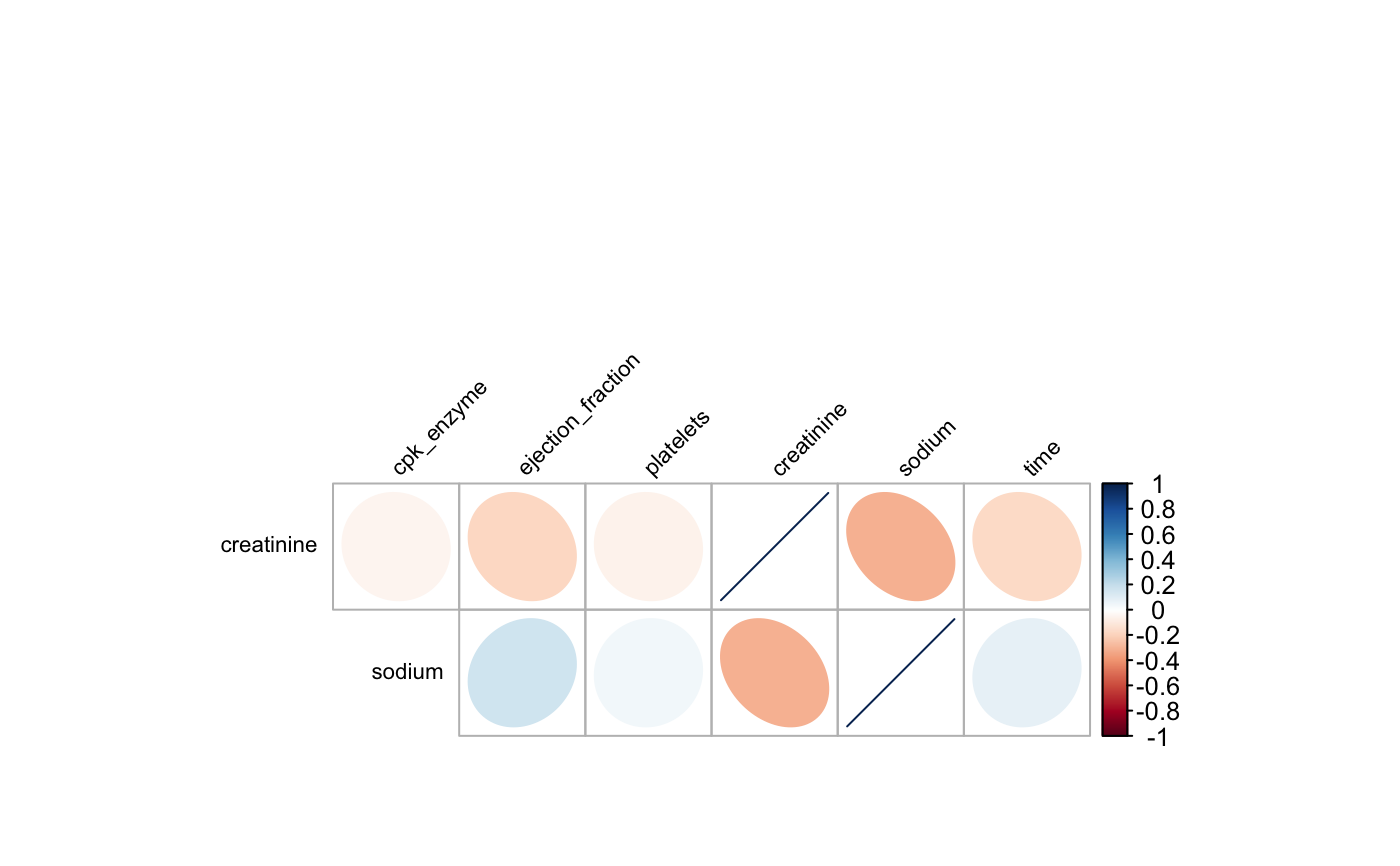 cpk_enzyme
ejection_fraction
platelets
creatinine
sodium
time
creatinine
sodium
1
0.8
0.6
0.4
0.2
0
-0.2
-0.4
-0.6
-0.8
-1